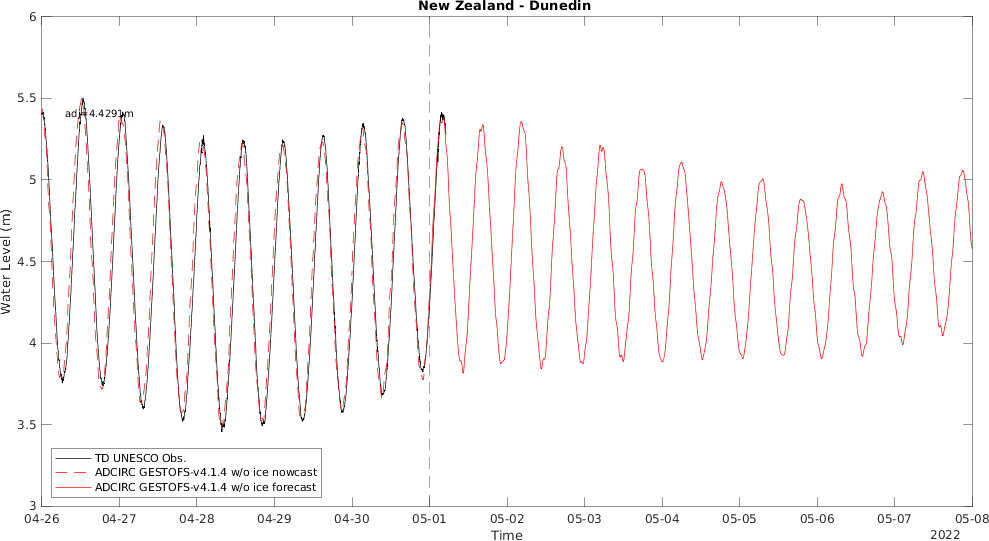 New Zealand - Dunedin
Water Level (m)
6
5.5
5
4.5
4
3.5
3
adj=4.4291m
TD UNESCO Obs.
ADCIRC GESTOFS-v4.1.4 w/o ice nowcast
ADCIRC GESTOFS-v4.1.4 w/o ice forecast
04-26 04-27 04-28 04-29 04-30 05-01 05-02 05-03 05-04 05-05 05-06 05-07 05-08
Time
2022